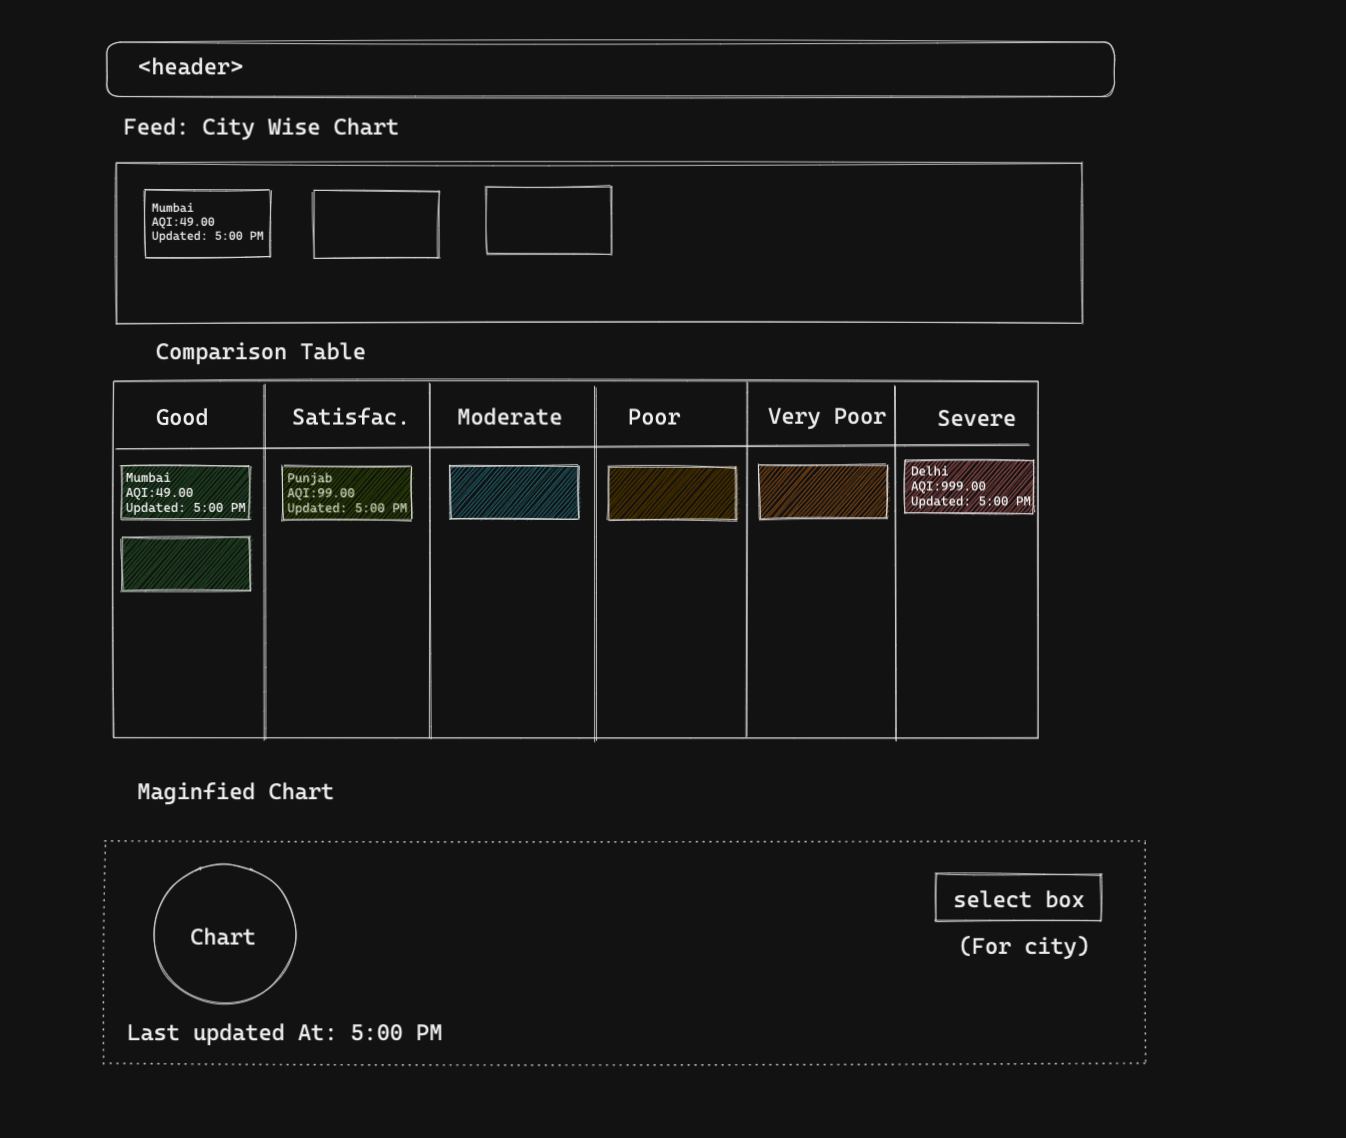 <header>
Feed: City Wise Chart
Mumbai
AQI:49.00
Updated: 5:00 PM
Comparison Table
Good
Satisfac.
Moderate
Poor
Very Poor
Severe
Mumbai
AQI:49.00
Updated: 5:00 PM
Punjab
AQI:99.00
Updated: 5:00 PM
Delhi
AQI:999.00
Updated: 5:00 PM
Maginfied Chart
Chart
select box
(For city)
Last updated At: 5:00 PM